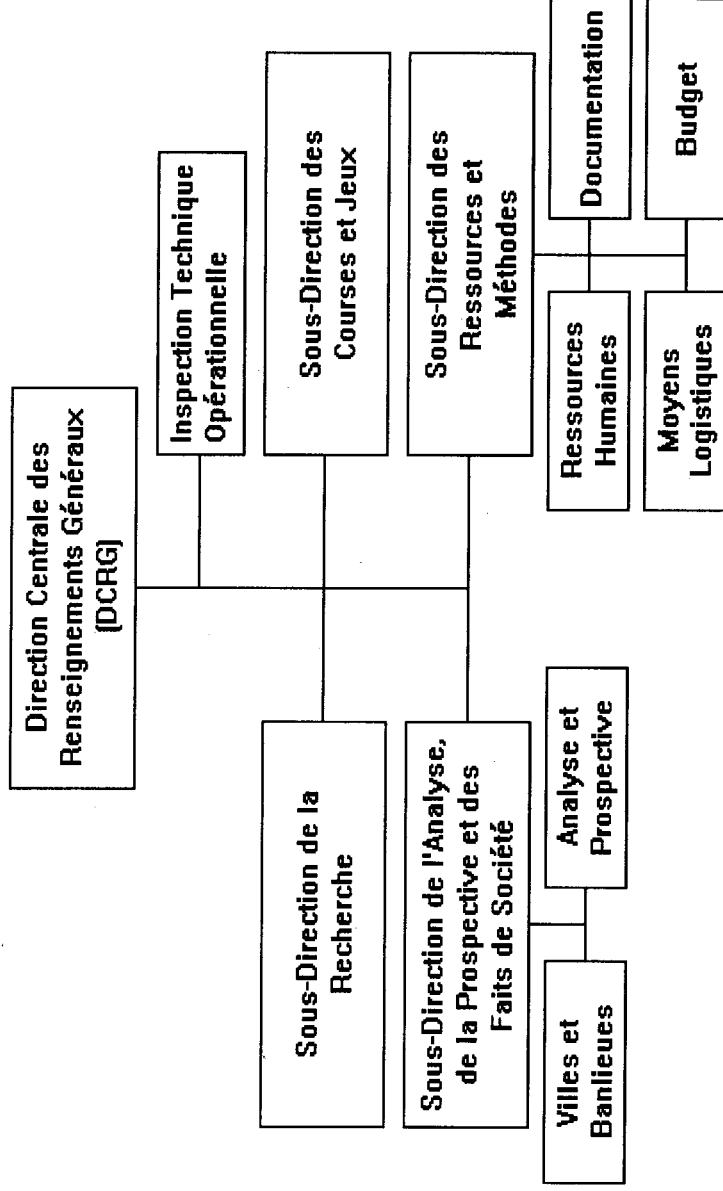 Direction Centrale des
Renseignements Généraux
(DCRG)
Inspection Technique
Opérationnelle
Sous-Direction de la
Recherche
Sous-Direction des
Courses et Jeux
Sous-Direction de l'Analyse,
de la Prospective et des
Faits de Société
Sous-Direction des
Ressources et
Méthodes
Villes et
Banlieues
Analyse et
Prospective
Ressources
Humaines
Documentation
Moyens
Logistiques
Budget